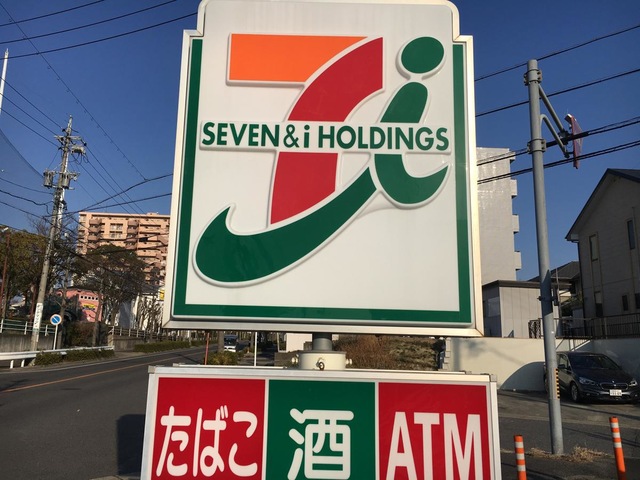 SEVEN & i HOLDINGS
たばこ 酒 ATM